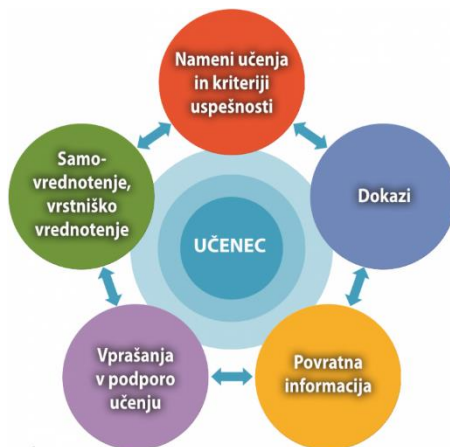 Nameni učenja
in kriteriji
uspešnosti
Samo-
vrednotenje,
vrstniško
vrednotenje
Dokazi
UČENEC
Vprašanja
v podporo
učenju
Povratna
informacija